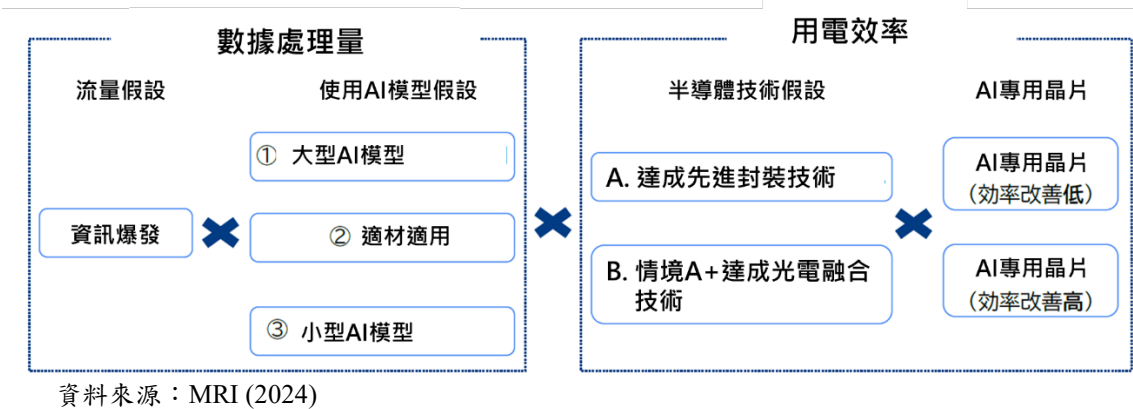 數據處理量
流量假設
使用AI模型假設
資訊爆發
① 大型AI模型
② 適材適用
③ 小型AI模型
用電效率
半導體技術假設
AI專用晶片
A. 達成先進封裝技術
B. 情境A+達成光電融合
技術
AI專用晶片
(効率改善低)
AI專用晶片
(効率改善高)
資料來源：MRI (2024)